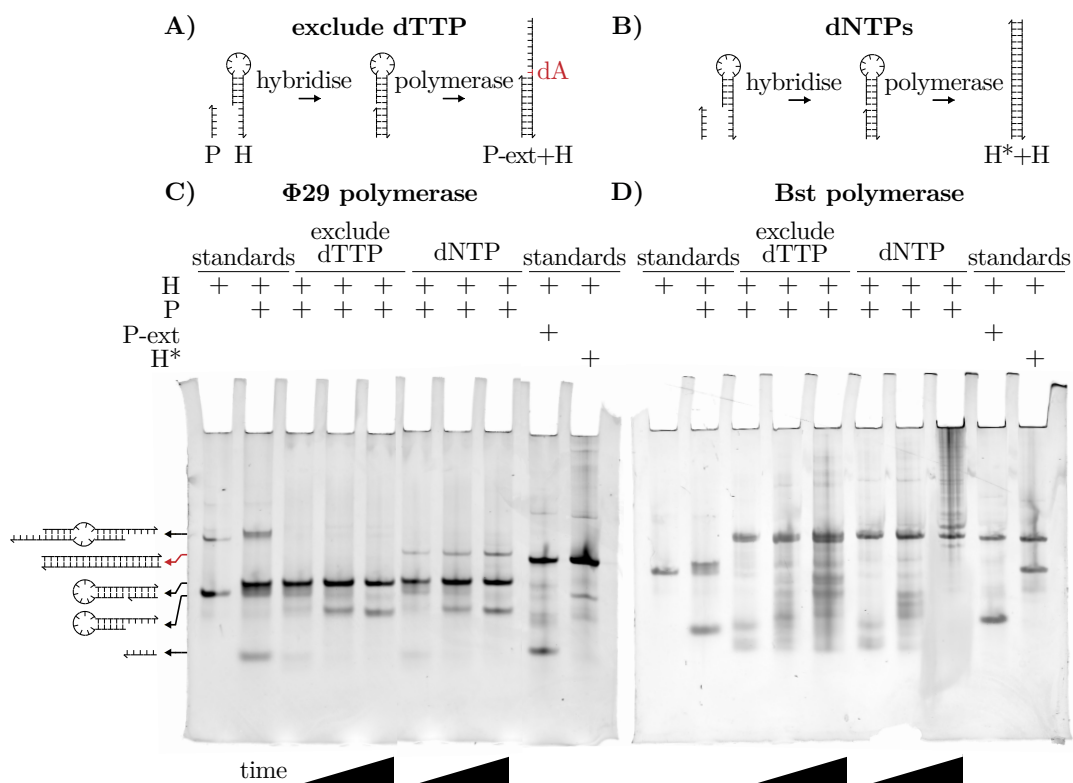 A) exclude dTTP
hybidise polymerase dA
P H P-ext+H
B) dNTPs
hybridise polymerase
H*+H
C) Φ29 polymerase
standards exclude dTTP dNTP standards
H + + + + + + + + + +
P + + + + + + +
P-ext +
H* +
D) Bst polymerase
standards exclude dTTP dNTP standards
+ + + + + + + + + +
+ + + + + + +
+
+
time